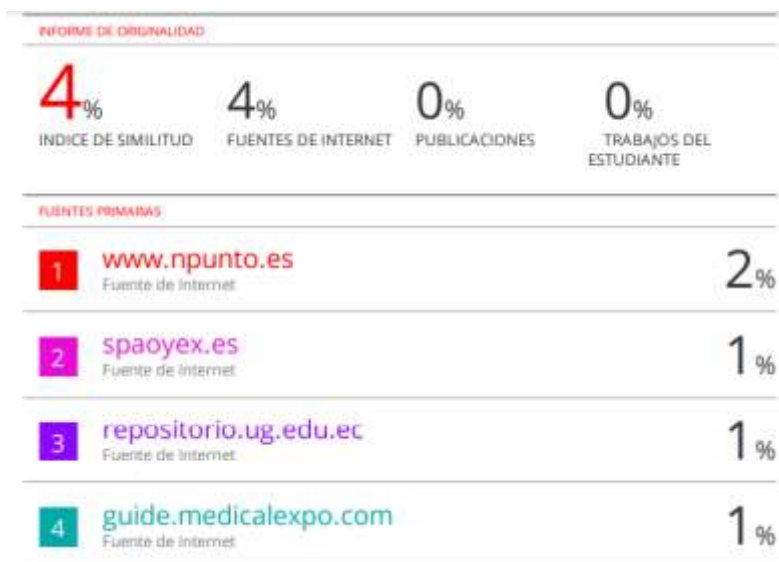 INFORME DE ORIGINALIDAD
4% 4% 0% 0%
INDICE DE SIMILITUD FUENTES DE INTERNET PUBLICACIONES TRABAJOS DEL
ESTUDIANTE
FUENTES PRIMARIAS
1 www.npunto.es 2%
Fuente de Internet
2 spaoyex.es 1%
Fuente de Internet
3 repositorio.ug.edu.ec 1%
Fuente de Internet
4 guide.medicalexpo.com 1%
Fuente de Internet